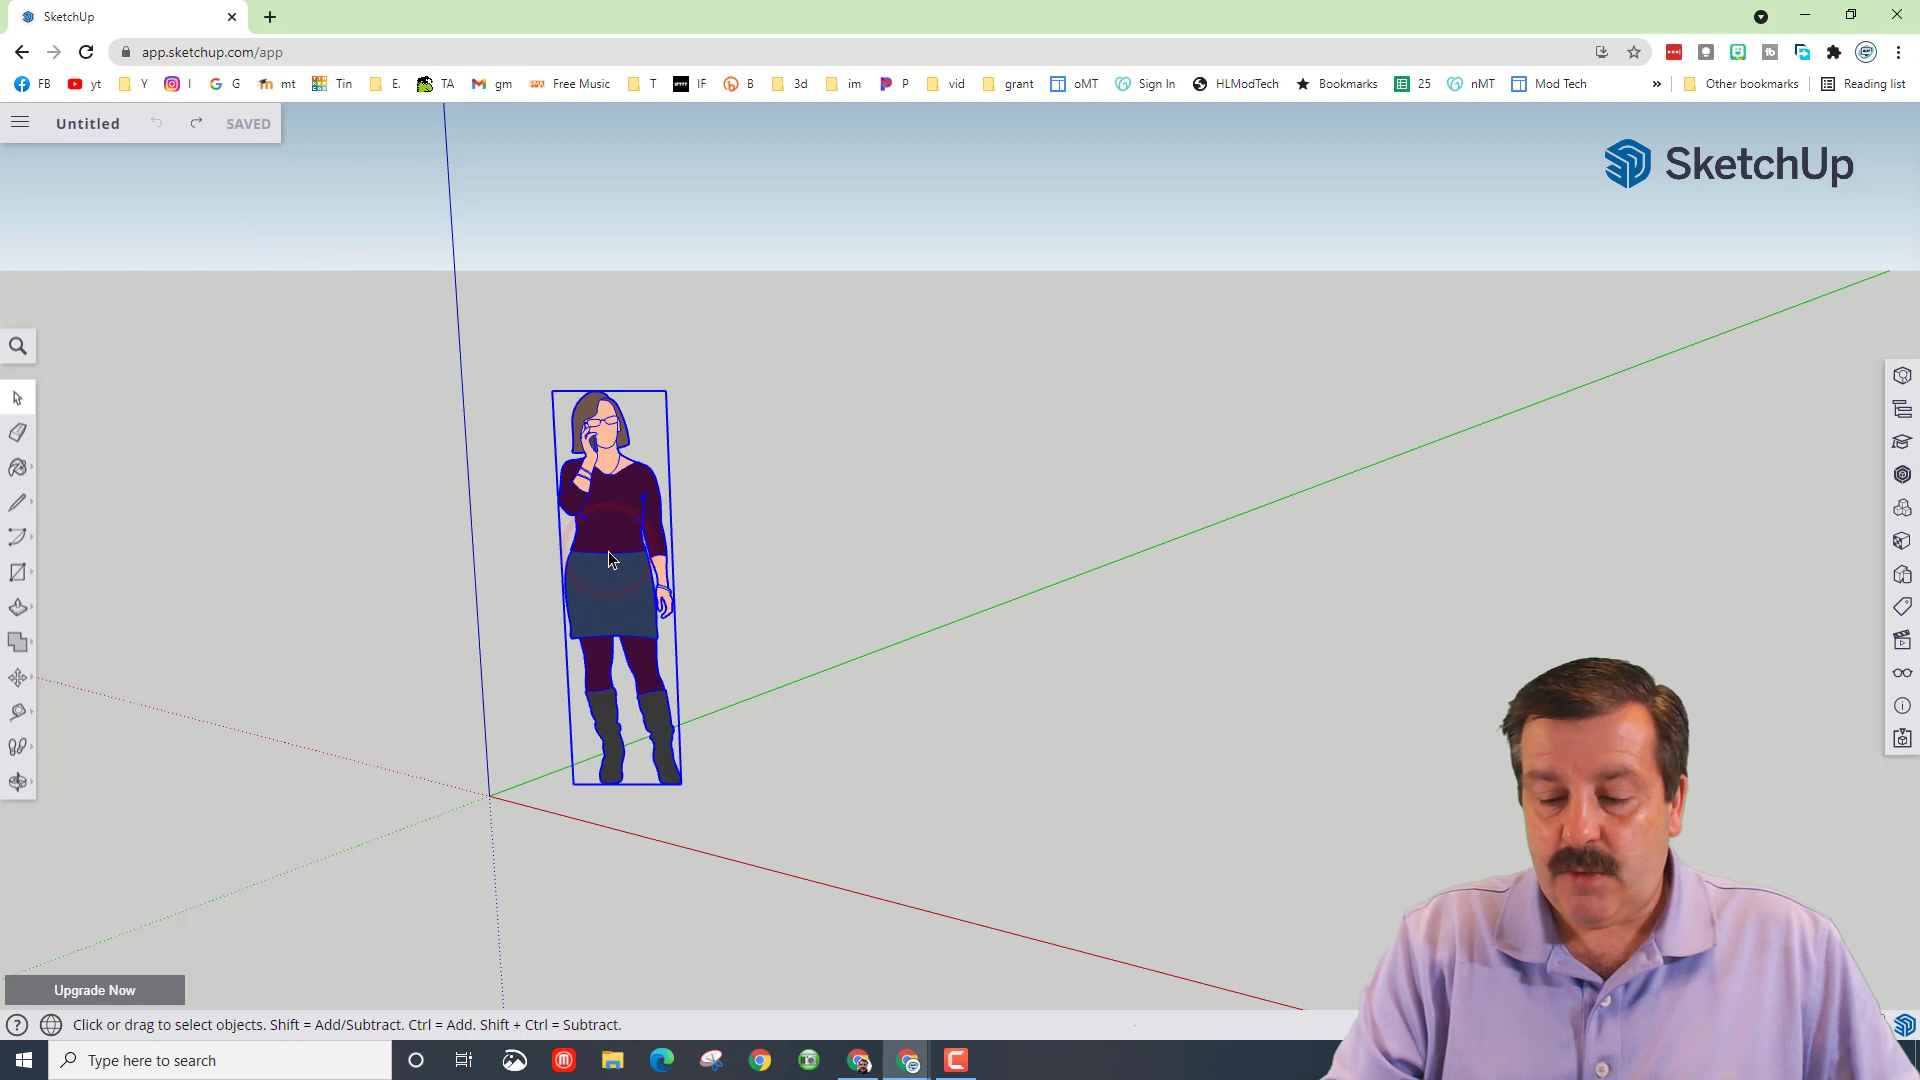 SketchUp
app.sketchup.com/app
FB yt Y I G mt Tin E. TA gm Free Music T IF B 3d im P vid grant oMT Sign In HLModTech Bookmarks 25 nMT Mod Tech » Other bookmarks Reading list
Untitled SAVED
SketchUp
Upgrade Now
Click or drag to select objects. Shift = Add/Subtract. Ctrl = Add. Shift + Ctrl = Subtract.
Type here to search